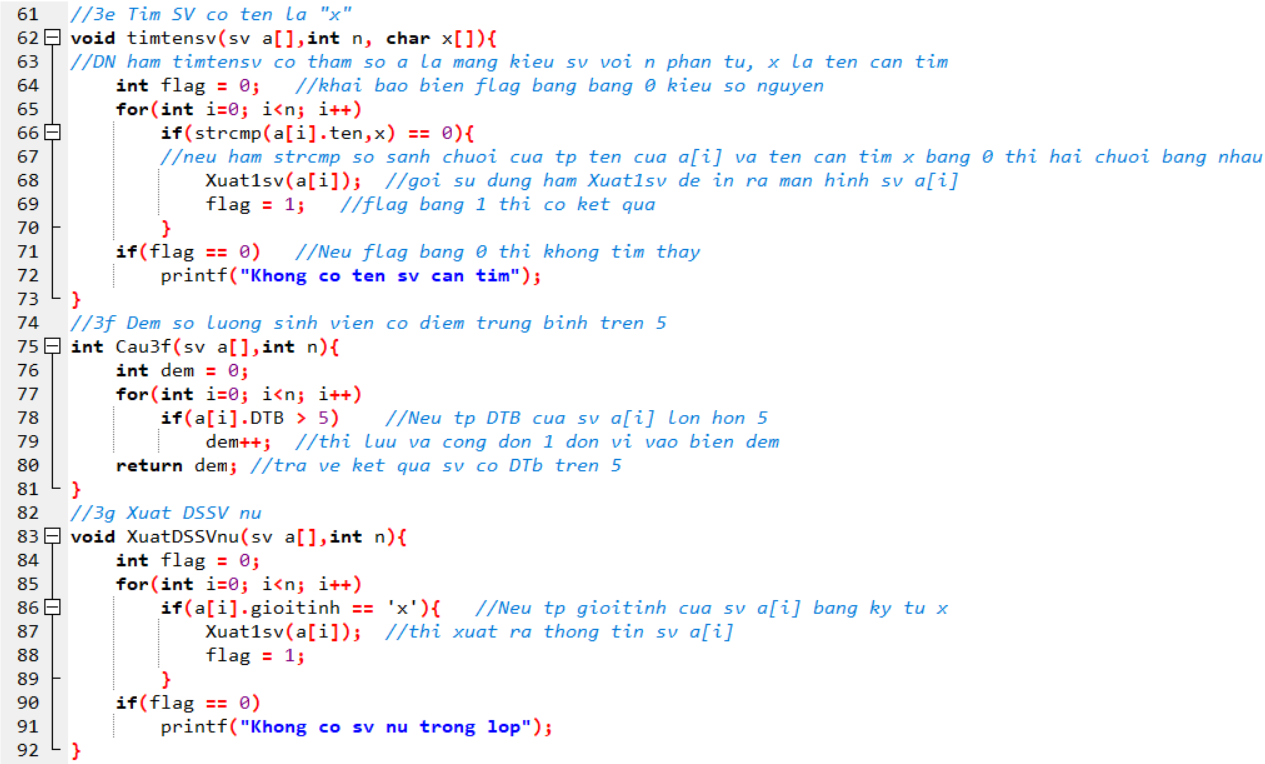 61 //3e Tim SV co ten la "x"
62 void timtensv(sv a[],int n, char x[]){
63 //DN ham timtensv co tham so a la mang kieu sv voi n phan tu, x la ten can tim
64 int flag = 0; //khai bao bien flag bang bang 0 kieu so nguyen
65 for(int i=0; i<n; i++)
66 if(strcmp(a[i].ten,x) == 0){
67 //neu ham strcmp so sanh chuoi cua tp ten cua a[i] va ten can tim x bang 0 thi hai chuoi bang nhau
68 Xuat1sv(a[i]); //goi su dung ham Xuat1sv de in ra man hinh sv a[i]
69 flag = 1; //flag bang 1 thi co ket qua
70 }
71 if(flag == 0) //Neu flag bang 0 thi khong tim thay
72 printf("Khong co ten sv can tim");
73 }
74 //3f Dem so luong sinh vien co diem trung binh tren 5
75 int Cau3f(sv a[],int n){
76 int dem = 0;
77 for(int i=0; i<n; i++)
78 if(a[i].DTB > 5) //Neu tp DTB cua sv a[i] lon hon 5
79 dem++; //thi luu va cong don 1 don vi vao bien dem
80 return dem; //tra ve ket qua sv co DTb tren 5
81 }
82 //3g Xuat DSSV nu
83 void XuatDSSVnu(sv a[],int n){
84 int flag = 0;
85 for(int i=0; i<n; i++)
86 if(a[i].gioitinh == 'x'){ //Neu tp gioitinh cua sv a[i] bang ky tu x
87 Xuat1sv(a[i]); //thi xuat ra thong tin sv a[i]
88 flag = 1;
89 }
90 if(flag == 0)
91 printf("Khong co sv nu trong lop");
92 }